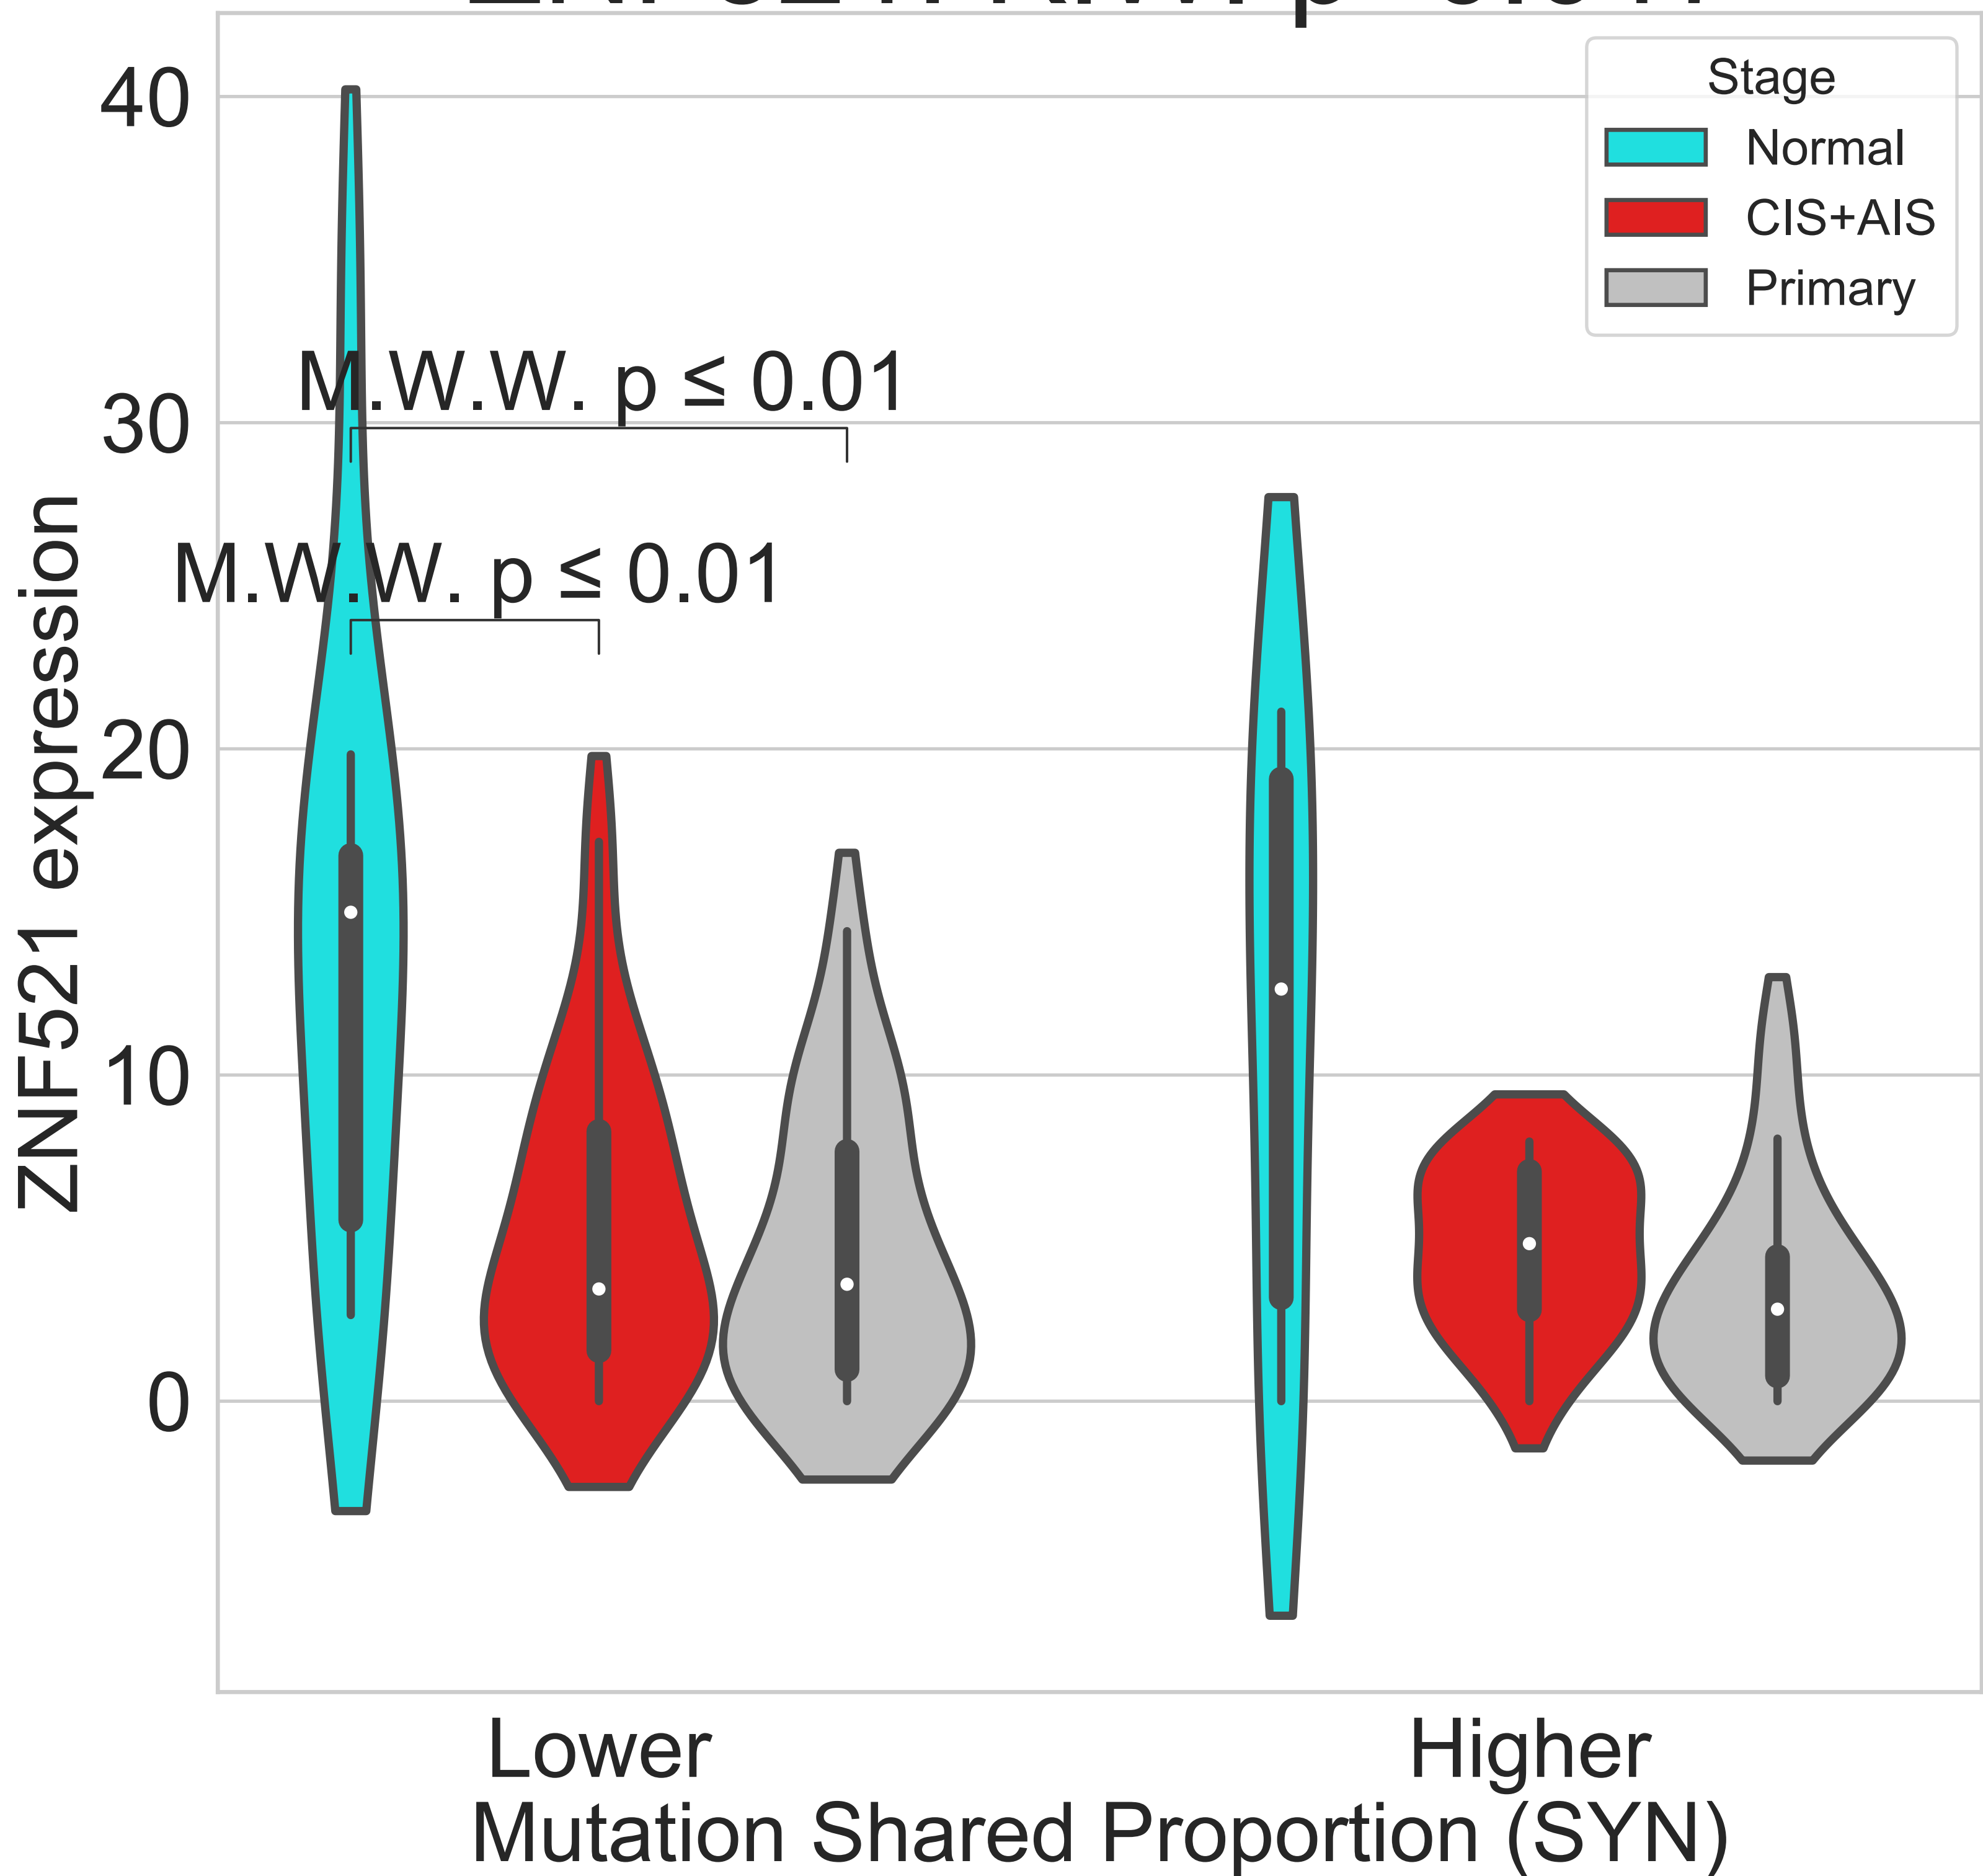 Stage
Normal
CIS+AIS
Primary
40
30
20
10
0
ZNF521 expression
M.W.W. p ≤ 0.01
M.W.W. p ≤ 0.01
Lower
Higher
Mutation Shared Proportion (SYN)